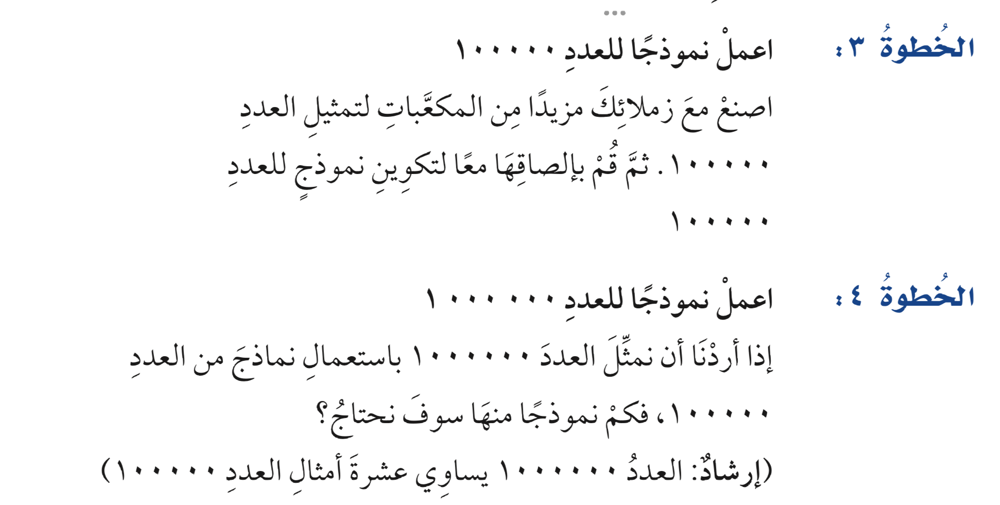 الخُطوةُ ٣: اعملْ نموذجًا للعددِ ١٠٠٠٠٠
اصنعْ معَ زملائِكَ مزيدًا مِن المكعَّباتِ لتمثيلِ العددِ
١٠٠٠٠٠. ثمَّ قُمْ بإلصاقِهَا معًا لتكوِينِ نموذجٍ للعددِ
١٠٠٠٠٠
الخُطوةُ ٤: اعملْ نموذجًا للعددِ ١ ٠٠٠ ٠٠٠
إذا أردْنَا أن نمثِّلَ العددَ ١٠٠٠٠٠٠ باستعمالِ نماذجَ من العددِ
١٠٠٠٠٠، فكمْ نموذجًا منهَا سوفَ نحتاجُ؟
(إرشادٌ: العددُ ١٠٠٠٠٠٠ يساوِي عشرةَ أمثالِ العددِ ١٠٠٠٠٠)